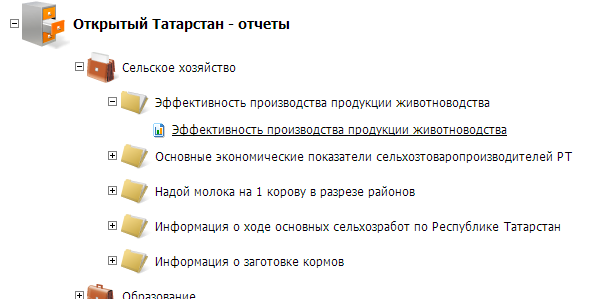 Открытый Татарстан - отчеты
Сельское хозяйство
Эффективность производства продукции животноводства
Эффективность производства продукции животноводства
Основные экономические показатели сельхозтоваропроизводителей РТ
Надой молока на 1 корову в разрезе районов
Информация о ходе основных сельхозработ по Республике Татарстан
Информация о заготовке кормов
Образование